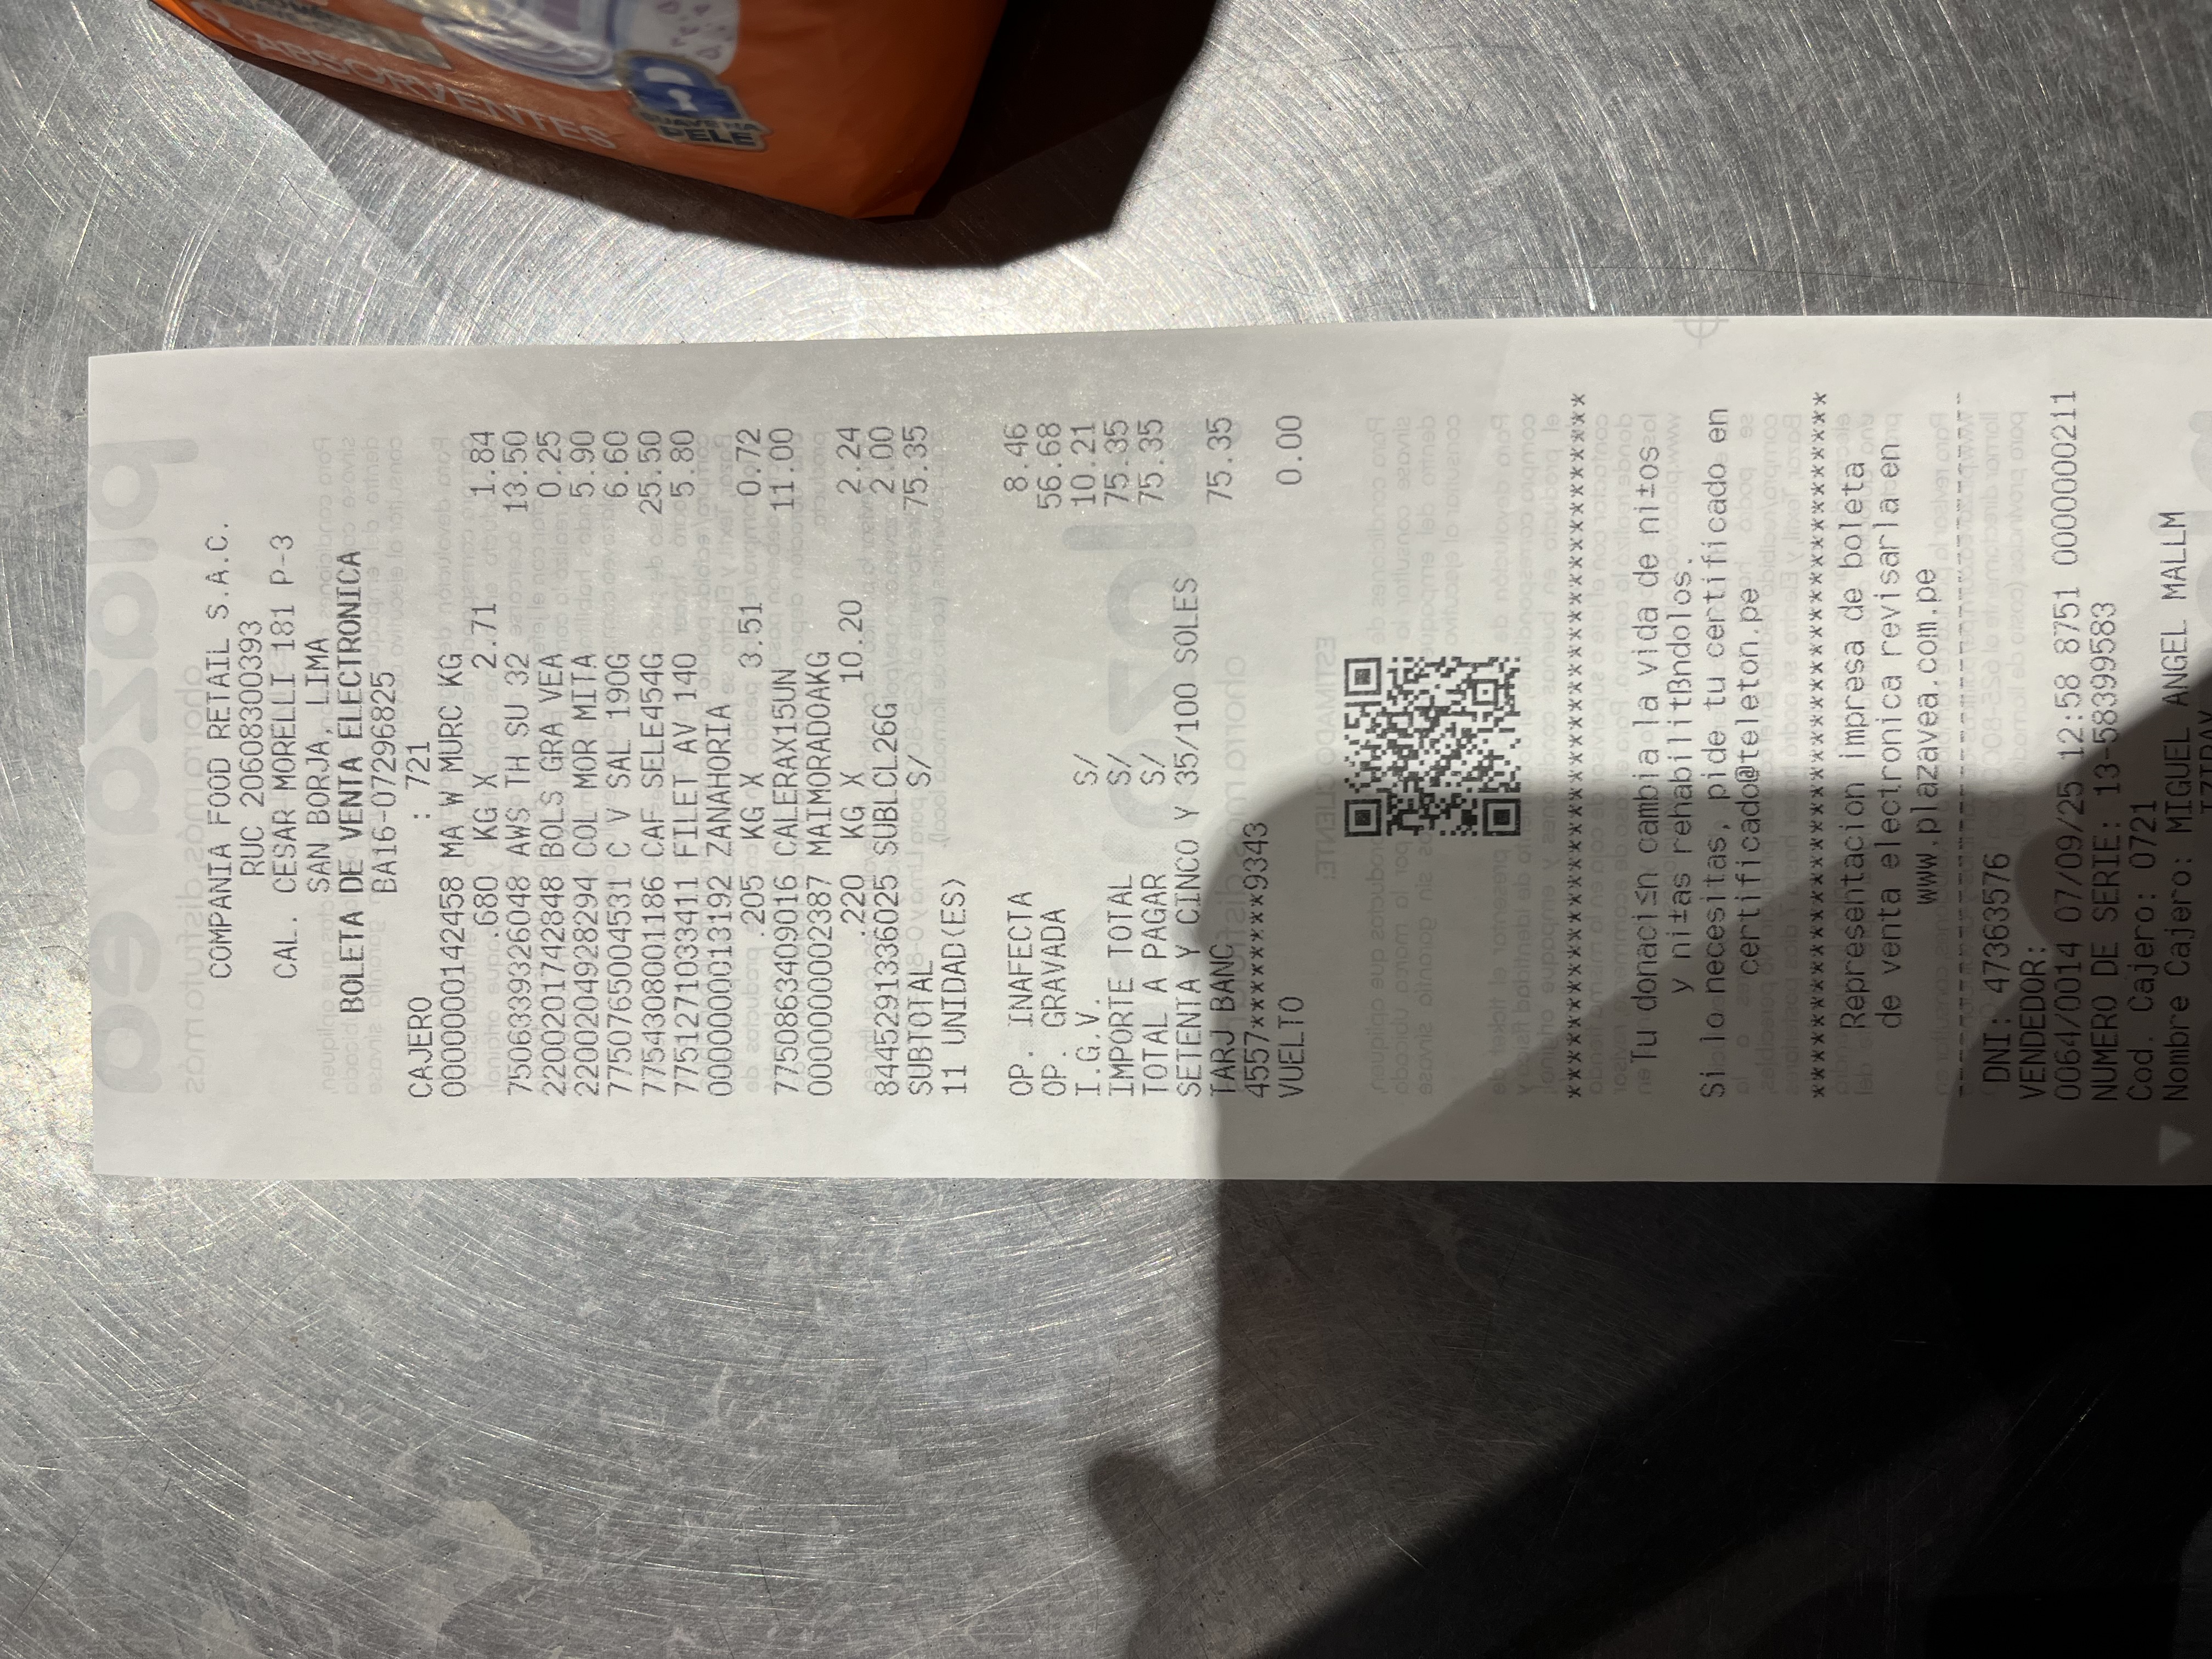 COMPANIA FOOD RETAIL S.A.C.
RUC 20608300393
CAL. CESAR MORELLI 181 P-3
SAN BORJA, LIMA
BOLETA DE VENTA ELECTRONICA
BA16-07296825
CAJERO : 721
0000000142458 MA W MURC KG
.680 KG X 2.71 1.84
7506339326048 AWS TH SU 32 13.50
2200201742848 BOLS GRA VEA 0.25
2200204928294 COL MOR MITA 5.90
7750765004531 C V SAL 190G 6.60
7754308001186 CAF SELE454G 25.50
7751271033411 FILET AV 140 5.80
0000000013192 ZANAHORIA
.205 KG X 3.51 0.72
7750863409016 CALERAX15UN 11.00
0000000002387 MAIMORADOAKG
.220 KG X 10.20 2.24
8445291336025 SUBLCL26G 2.00
SUBTOTAL S/ 75.35
11 UNIDAD(ES)
OP. INAFECTA 8.46
OP. GRAVADA 56.68
I.G.V. S/ 10.21
IMPORTE TOTAL S/ 75.35
TOTAL A PAGAR S/ 75.35
SETENTA Y CINCO Y 35/100 SOLES
TARJ BANC 75.35
4557********9343
VUELTO 0.00
*****************************************
Tu donaci≤n cambia la vida de ni±os
y ni±as rehabilitßndolos.
Si lo necesitas, pide tu certificado en
certificado@teleton.pe
*****************************************
Representacion impresa de boleta
de venta electronica revisarla en
www.plazavea.com.pe
-----------------------------------------
DNI: 47363576
VENDEDOR:
0064/0014 07/09/25 12:58 8751 0000000211
NUMERO DE SERIE: 13-58399583
Cod. Cajero: 0721
Nombre Cajero: MIGUEL ANGEL MALLM
ABSORVENTES